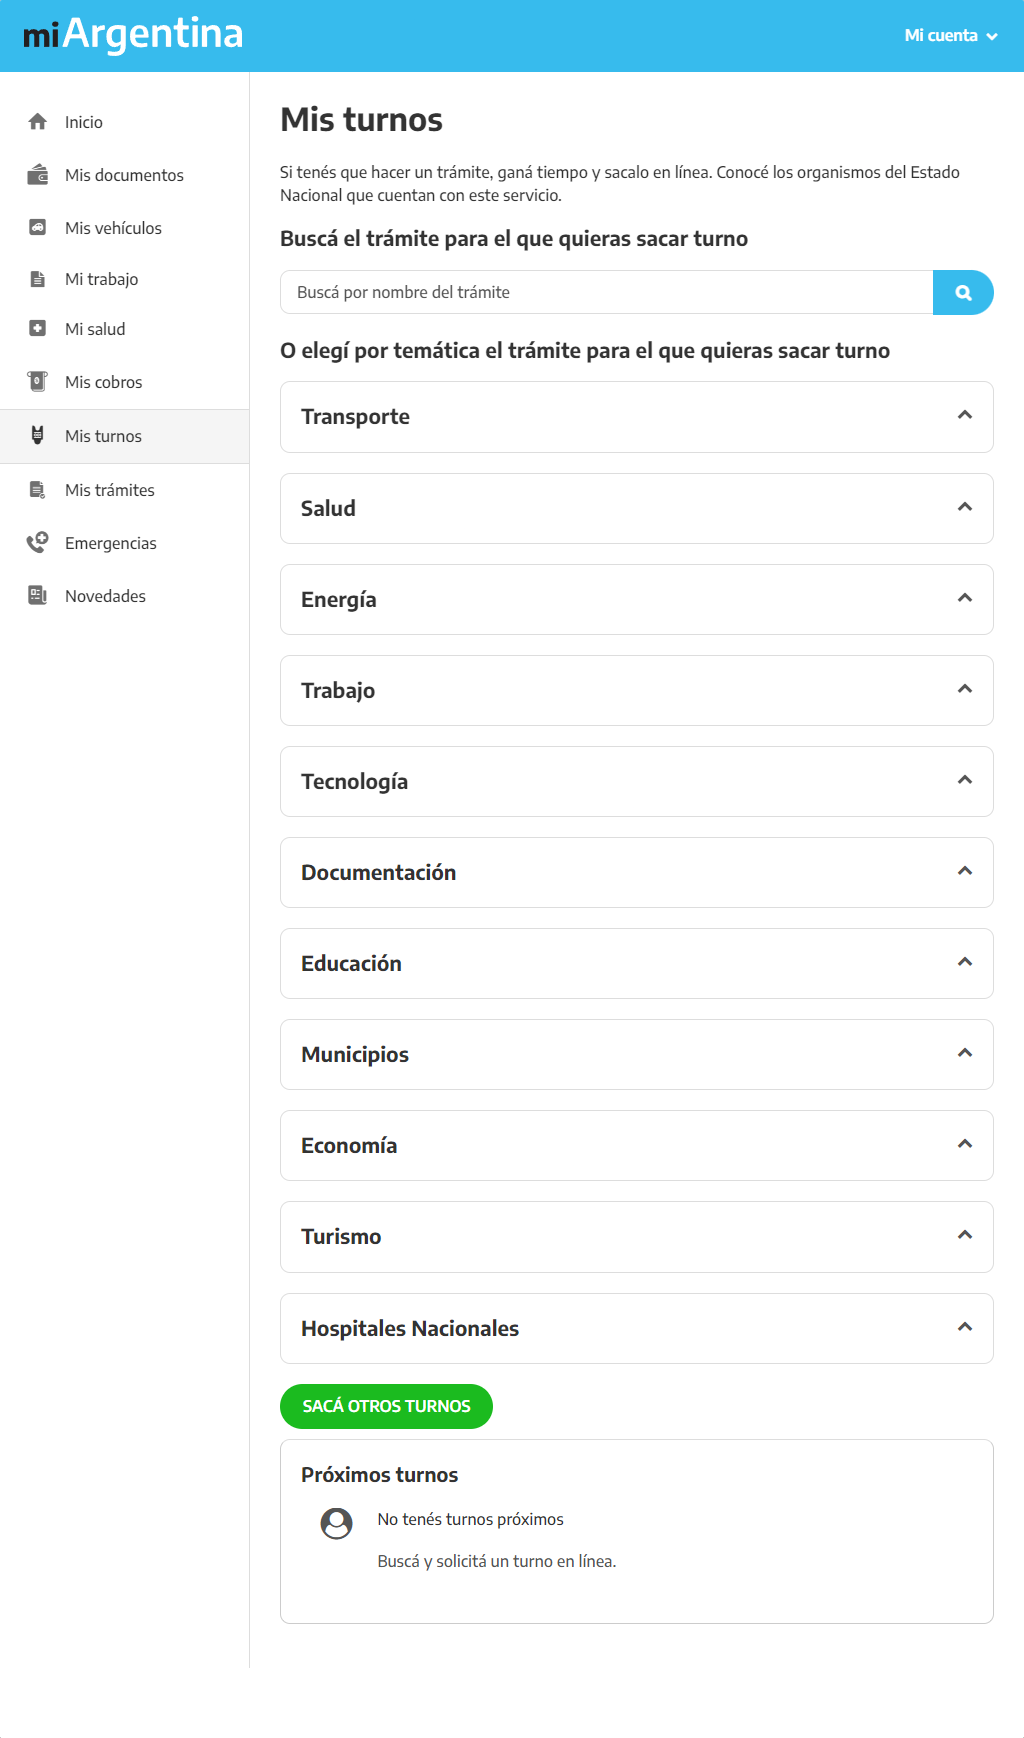 miArgentina
Mi cuenta
Inicio
Mis documentos
Mis vehículos
Mi trabajo
Mi salud
Mis cobros
Mis turnos
Mis trámites
Emergencias
Novedades
Mis turnos
Si tenés que hacer un trámite, ganá tiempo y sacalo en línea. Conocé los organismos del Estado
Nacional que cuentan con este servicio.
Buscá el trámite para el que quieras sacar turno
Buscá por nombre del trámite
O elegí por temática el trámite para el que quieras sacar turno
Transporte
Salud
Energía
Trabajo
Tecnología
Documentación
Educación
Municipios
Economía
Turismo
Hospitales Nacionales
SACÁ OTROS TURNOS
Próximos turnos
No tenés turnos próximos
Buscá y solicitá un turno en línea.